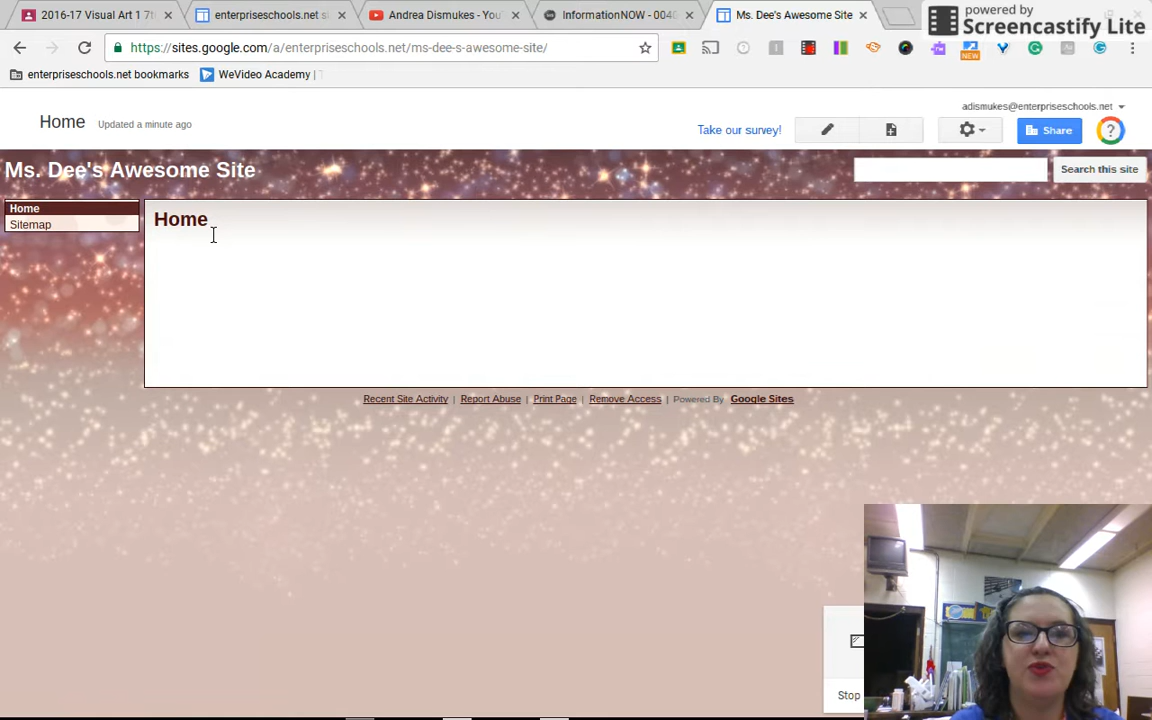 2016-17 Visual Art 1 7th
enterpriseschools.net si
Andrea Dismukes - You
InformationNOW - 0040
Ms. Dee's Awesome Site
powered by
Screencastify Lite
https://sites.google.com/a/enterpriseschools.net/ms-dee-s-awesome-site/
NEW
enterpriseschools.net bookmarks
WeVideo Academy | T
adismukes@enterpriseschools.net
Home
Updated a minute ago
Take our survey!
Share
Ms. Dee's Awesome Site
Search this site
Home
Sitemap
Home
Recent Site Activity | Report Abuse | Print Page | Remove Access | Powered By Google Sites
Stop